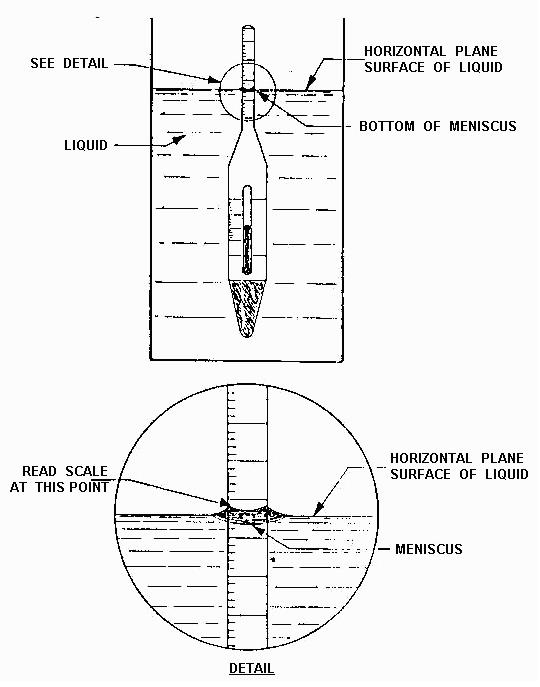 HORIZONTAL PLANE
SURFACE OF LIQUID
SEE DETAIL
BOTTOM OF MENISCUS
LIQUID
HORIZONTAL PLANE
SURFACE OF LIQUID
READ SCALE
AT THIS POINT
MENISCUS
DETAIL